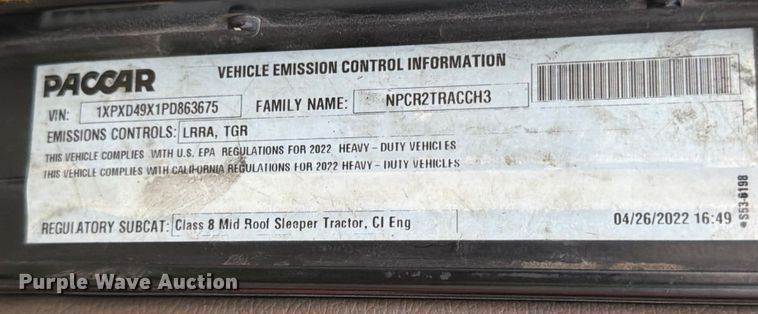 PACCAR
VEHICLE EMISSION CONTROL INFORMATION
VIN: 1XPXD49X1PD863675 FAMILY NAME: NPCR2TRACCH3
EMISSIONS CONTROLS: LRRA, TGR
THIS VEHICLE COMPLIES WITH U.S. EPA REGULATIONS FOR 2022 HEAVY - DUTY VEHICLES
THIS VEHICLE COMPLIES WITH CALIFORNIA REGULATIONS FOR 2022 HEAVY - DUTY VEHICLES
REGULATORY SUBCAT: Class 8 Mid Roof Sleeper Tractor, CI Eng
04/26/2022 16:49
S53-6198
Purple Wave Auction